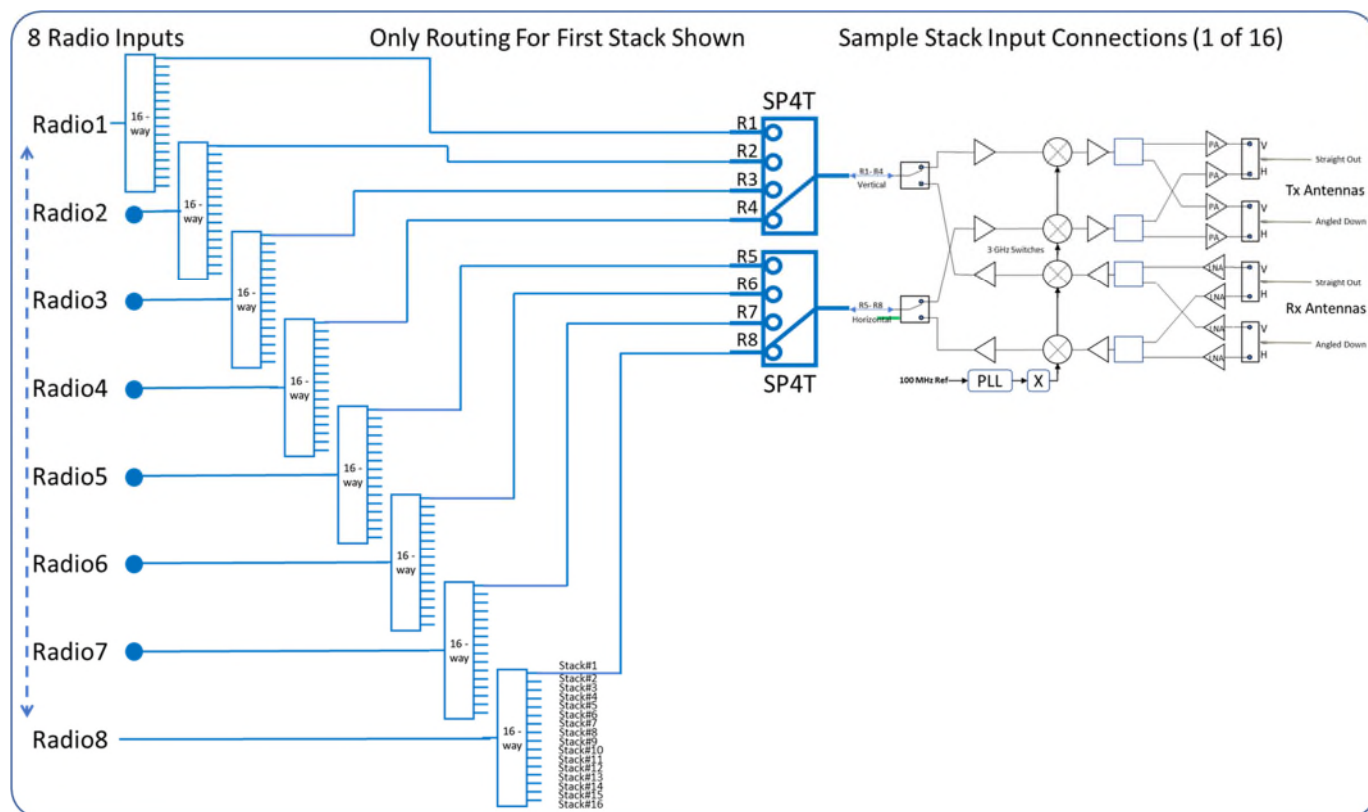 8 Radio Inputs
Only Routing For First Stack Shown
Sample Stack Input Connections (1 of 16)
Radio1
Radio2
Radio3
Radio4
Radio5
Radio6
Radio7
Radio8
16 -
way
16 -
way
16 -
way
16 -
way
16 -
way
16 -
way
16 -
way
16 -
way
Stack#1
Stack#2
Stack#3
Stack#4
Stack#5
Stack#6
Stack#7
Stack#8
Stack#9
Stack#10
Stack#11
Stack#12
Stack#13
Stack#14
Stack#15
Stack#16
SP4T
R1
R2
R3
R4
R5
R6
R7
R8
SP4T
R1- R4
Vertical
R5- R8
Horizontal
3 GHz Switches
100 MHz Ref
PLL
X
PA
PA
PA
PA
LNA
LNA
LNA
LNA
V
H
V
H
V
H
V
H
Straight Out
Tx Antennas
Angled Down
Straight Out
Rx Antennas
Angled Down